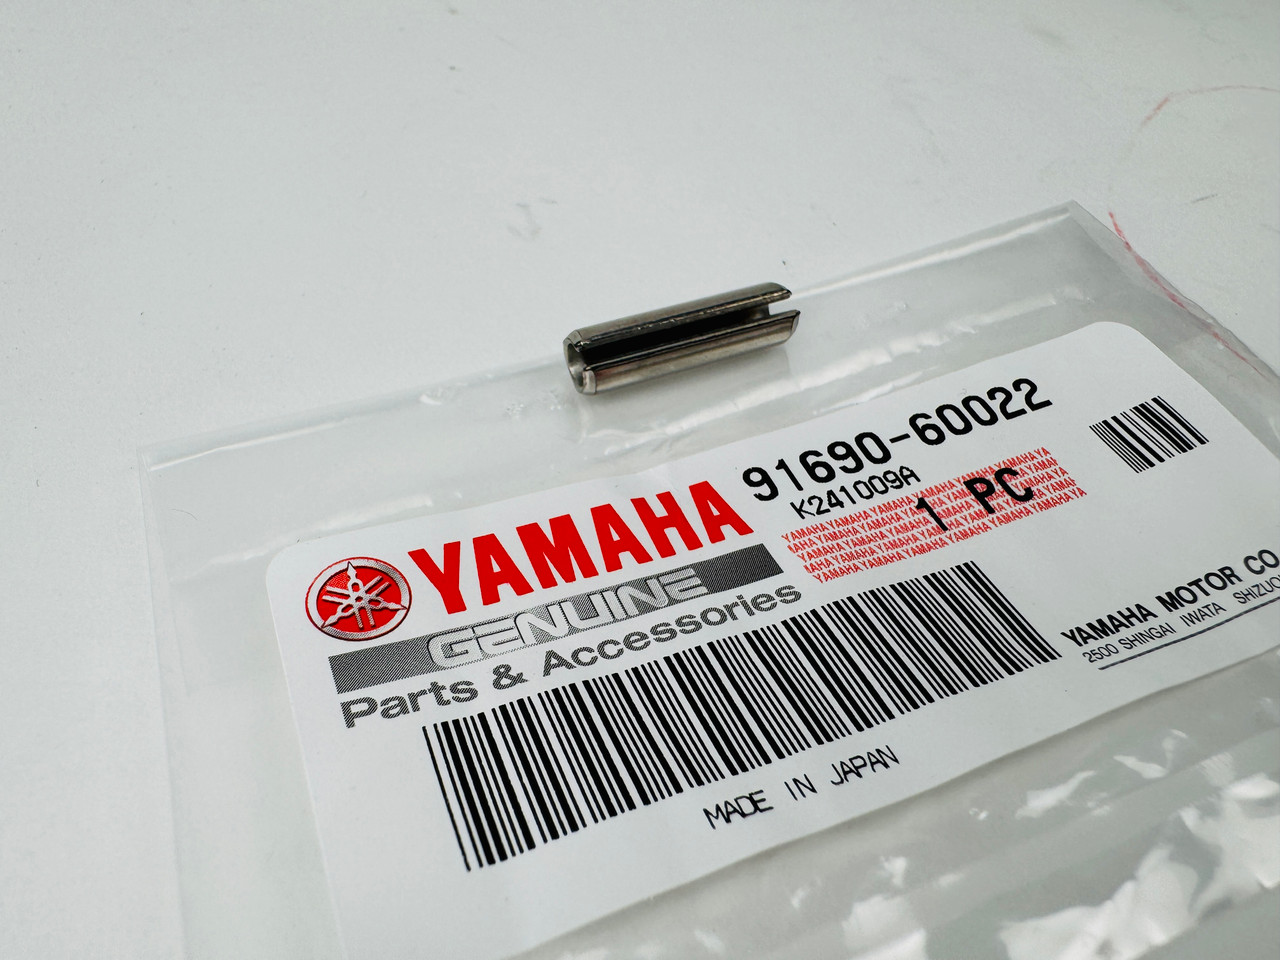 91690-60022
K241009A
1 PC
YAMAHA
GENUINE
Parts & Accessories
YAMAHA MOTOR CO
2500 SHINGAI IWATA SHIZUO
MADE IN JAPAN